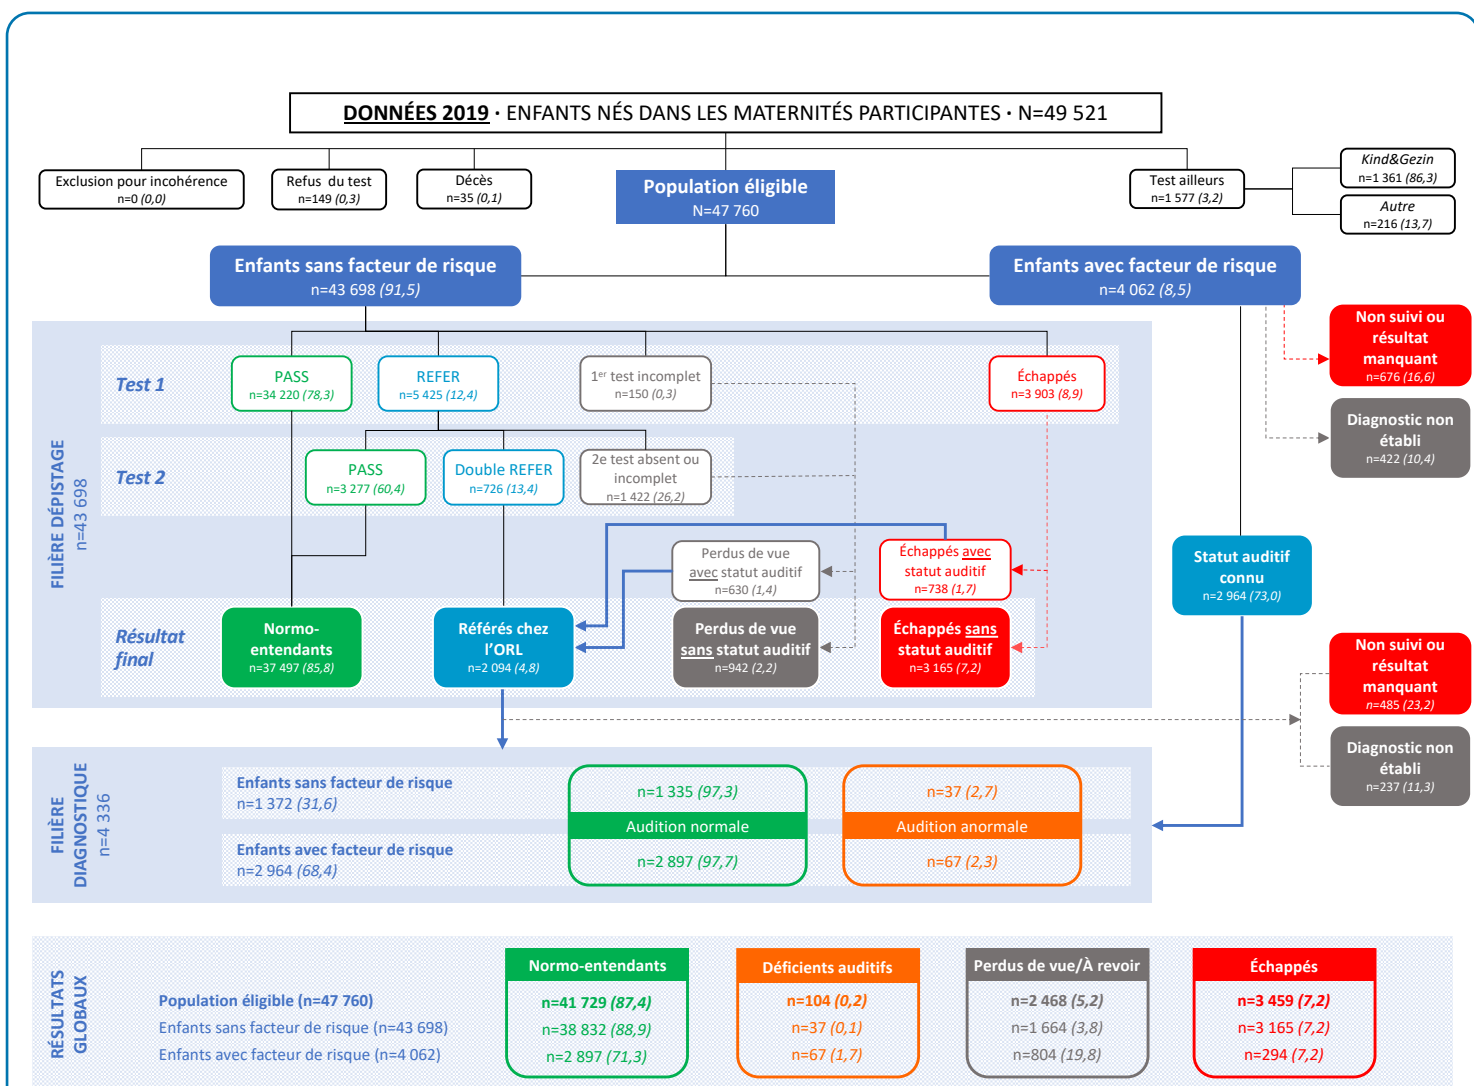 DONNÉES 2019 · ENFANTS NÉS DANS LES MATERNITÉS PARTICIPANTES · N=49 521
Exclusion pour incohérence
n=0 (0,0)
Refus du test
n=149 (0,3)
Décès
n=35 (0,1)
Population éligible
N=47 760
Test ailleurs
n=1 577 (3,2)
Kind&Gezin
n=1 361 (86,3)
Autre
n=216 (13,7)
Enfants sans facteur de risque
n=43 698 (91,5)
Enfants avec facteur de risque
n=4 062 (8,5)
Non suivi ou
résultat
manquant
n=676 (16,6)
Diagnostic non
établi
n=422 (10,4)
FILIÈRE DÉPISTAGE
n=43 698
Test 1
PASS
n=34 220 (78,3)
REFER
n=5 425 (12,4)
1er test incomplet
n=150 (0,3)
Échappés
n=3 903 (8,9)
Test 2
PASS
n=3 277 (60,4)
Double REFER
n=726 (13,4)
2e test absent ou
incomplet
n=1 422 (26,2)
Perdus de vue
avec statut auditif
n=630 (1,4)
Échappés avec
statut auditif
n=738 (1,7)
Statut auditif
connu
n=2 964 (73,0)
Résultat
final
Normo-
entendants
n=37 497 (85,8)
Référés chez
l'ORL
n=2 094 (4,8)
Perdus de vue
sans statut auditif
n=942 (2,2)
Échappés sans
statut auditif
n=3 165 (7,2)
Non suivi ou
résultat
manquant
n=485 (23,2)
Diagnostic non
établi
n=237 (11,3)
FILIÈRE
DIAGNOSTIQUE
n=4 336
Enfants sans facteur de risque
n=1 372 (31,6)
n=1 335 (97,3)
n=37 (2,7)
Audition normale
Audition anormale
Enfants avec facteur de risque
n=2 964 (68,4)
n=2 897 (97,7)
n=67 (2,3)
RÉSULTATS
GLOBAUX
Normo-entendants
Déficients auditifs
Perdus de vue/À revoir
Échappés
Population éligible (n=47 760)
n=41 729 (87,4)
n=104 (0,2)
n=2 468 (5,2)
n=3 459 (7,2)
Enfants sans facteur de risque (n=43 698)
n=38 832 (88,9)
n=37 (0,1)
n=1 664 (3,8)
n=3 165 (7,2)
Enfants avec facteur de risque (n=4 062)
n=2 897 (71,3)
n=67 (1,7)
n=804 (19,8)
n=294 (7,2)